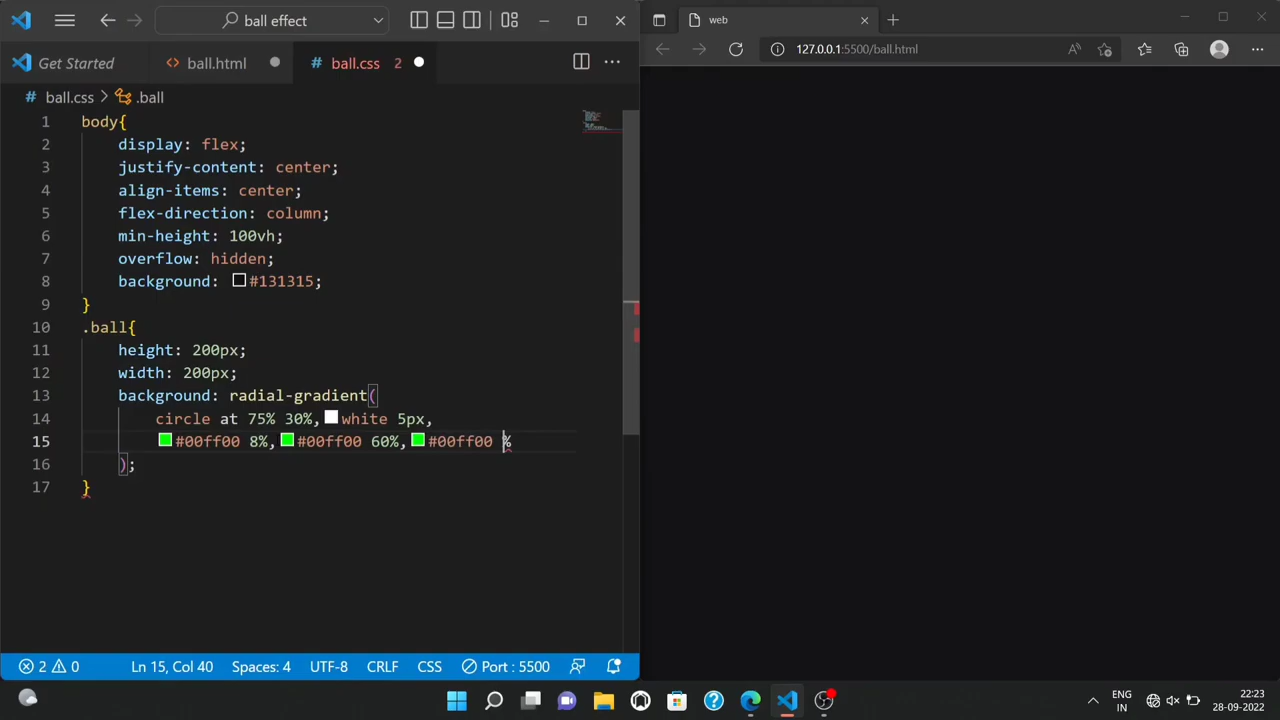 ball effect
Get Started
ball.html
ball.css 2
ball.css > .ball
1 body{
2 display: flex;
3 justify-content: center;
4 align-items: center;
5 flex-direction: column;
6 min-height: 100vh;
7 overflow: hidden;
8 background: #131315;
9 }
10 .ball{
11 height: 200px;
12 width: 200px;
13 background: radial-gradient(
14 circle at 75% 30%,white 5px,
15 #00ff00 8%,#00ff00 60%,#00ff00 %
16 );
17 }
2 0 Ln 15, Col 40 Spaces: 4 UTF-8 CRLF CSS Port : 5500
web
127.0.0.1:5500/ball.html
ENG
IN
22:23
28-09-2022